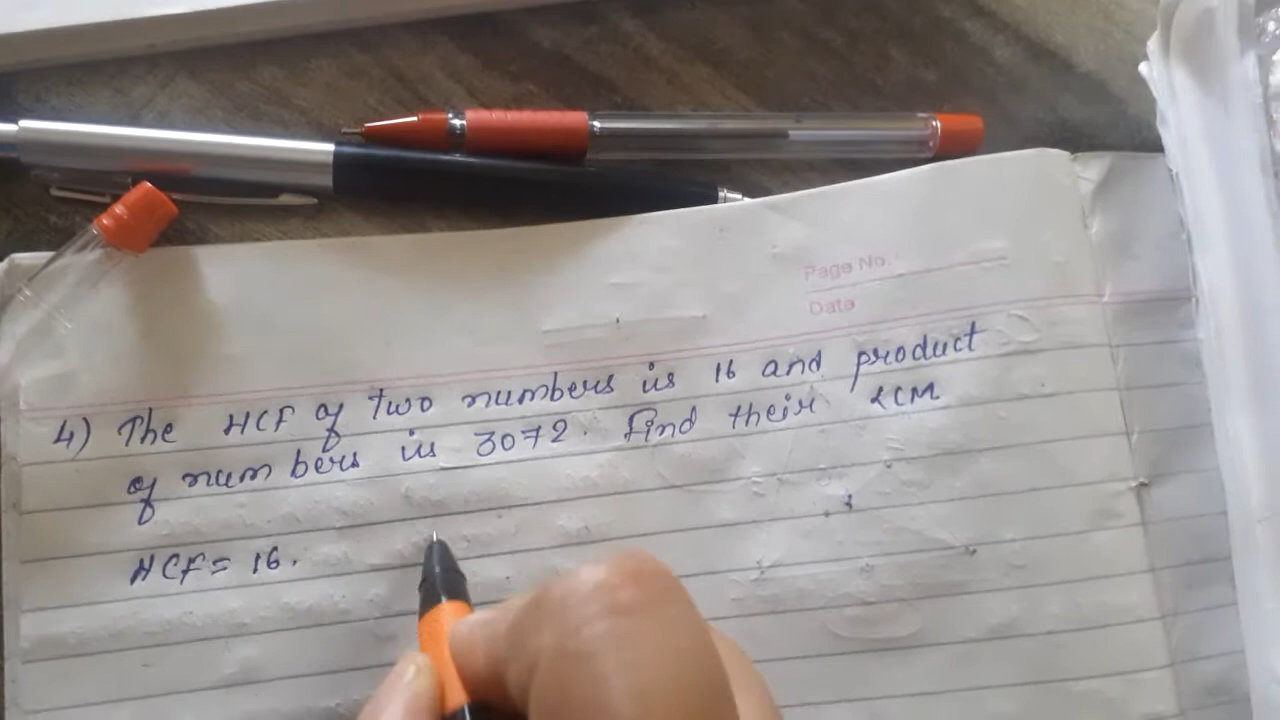 Page No.
Date
4) The HCF of two numbers is 16 and product
of numbers is 3072. Find their LCM
HCF = 16.